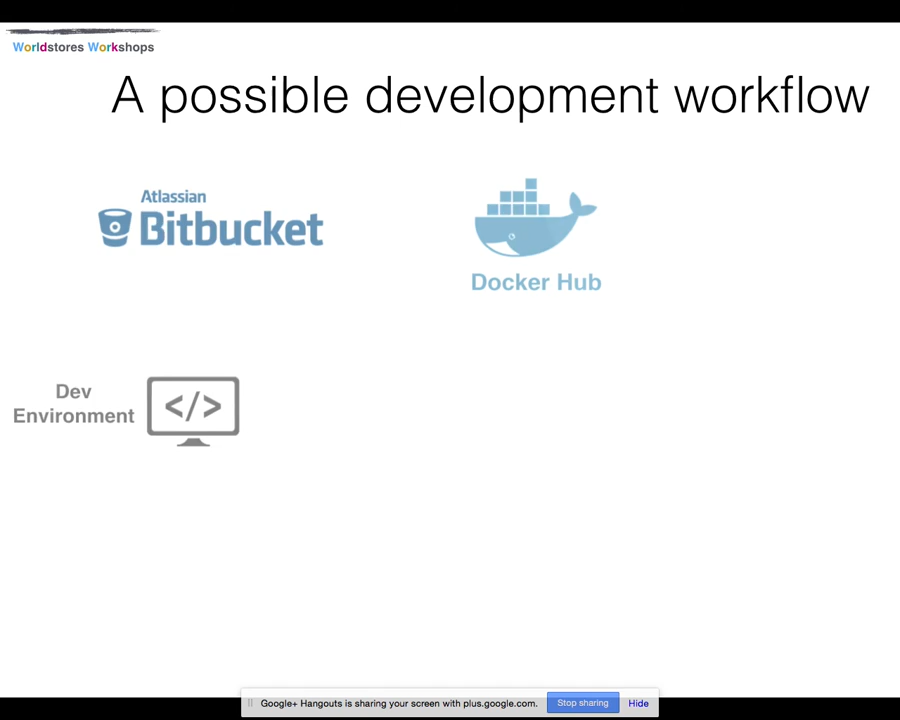 Worldstores Workshops
A possible development workflow
Atlassian
Bitbucket
Docker Hub
Dev
Environment
</>
Google+ Hangouts is sharing your screen with plus.google.com.
Stop sharing
Hide